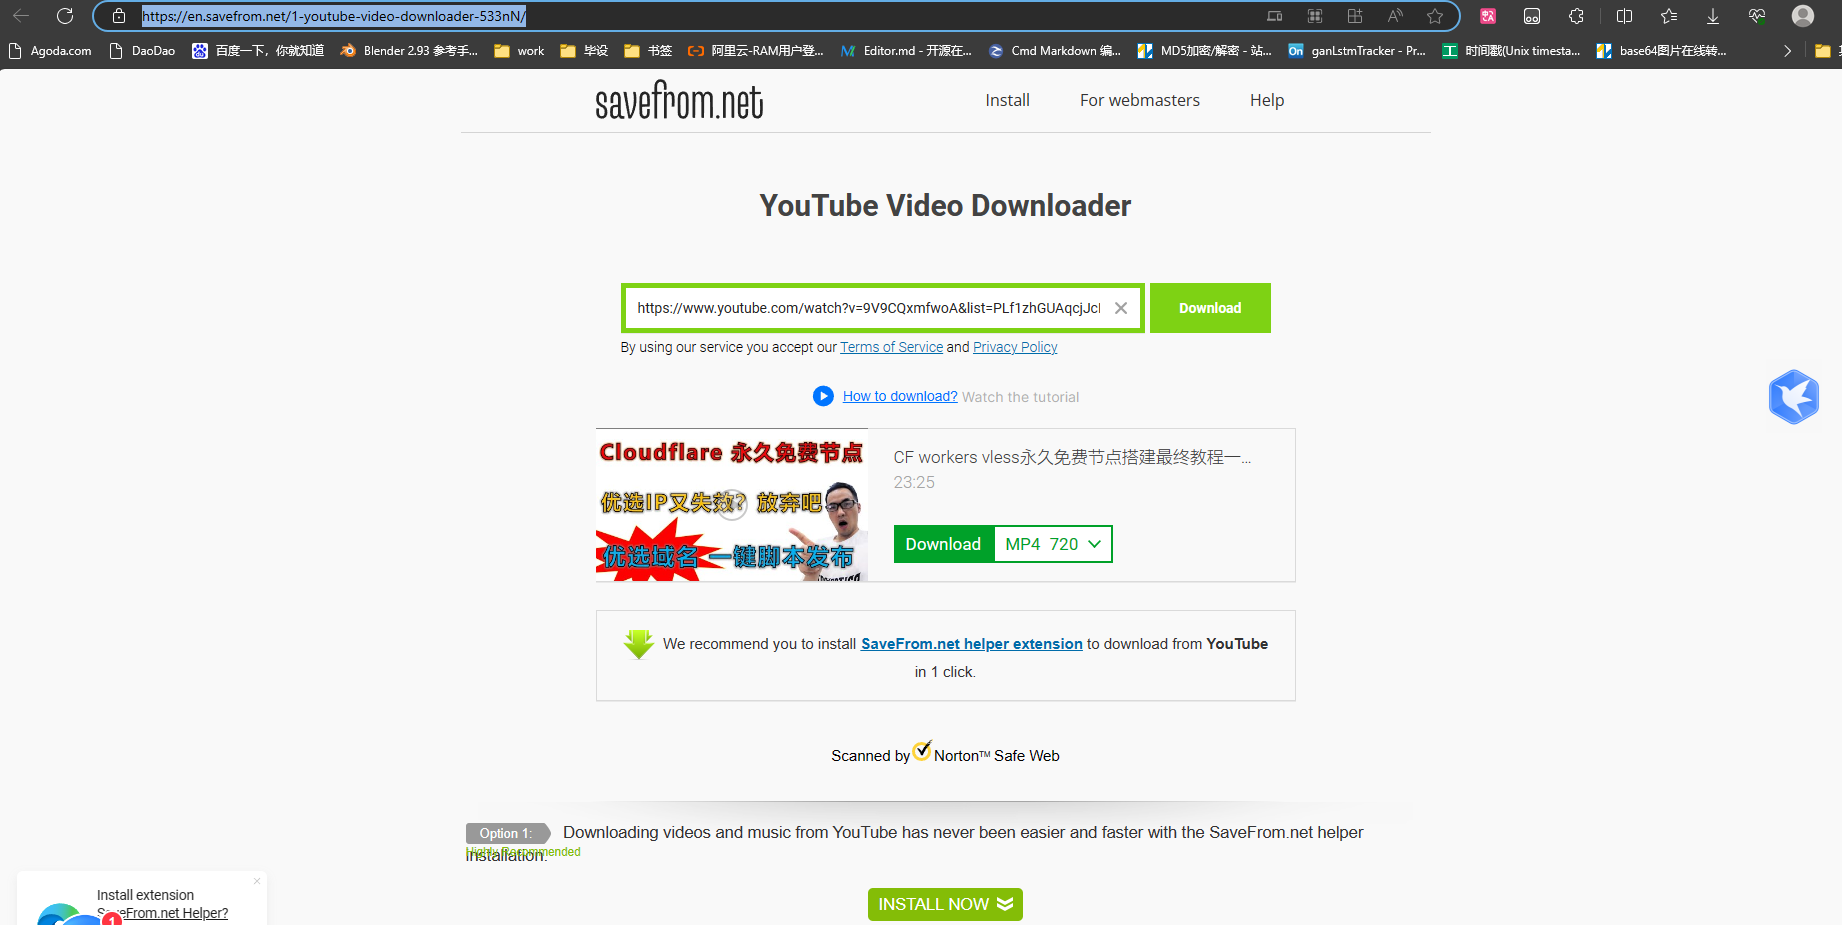 https://en.savefrom.net/1-youtube-video-downloader-533nN/
Agoda.com
DaoDao
百度一下，你就知道
Blender 2.93 参考手...
work
毕设
书签
阿里云-RAM用户登...
Editor.md - 开源在...
Cmd Markdown 编...
MD5加密/解密 - 站...
On
ganLstmTracker - Pr...
工
时间戳(Unix timesta...
base64图片在线转...
savefrom.net
Install
For webmasters
Help
YouTube Video Downloader
https://www.youtube.com/watch?v=9V9CQxmfwoA&list=PLf1zhGUAqcjJcI
Download
By using our service you accept our Terms of Service and Privacy Policy
How to download? Watch the tutorial
Cloudflare 永久免费节点
优选IP又失效? 放弃吧
优选域名 一键脚本发布
CF workers vless永久免费节点搭建最终教程一...
23:25
Download
MP4 720
We recommend you to install SaveFrom.net helper extension to download from YouTube
in 1 click.
Scanned by Norton™ Safe Web
Option 1:
Downloading videos and music from YouTube has never been easier and faster with the SaveFrom.net helper
Highly Recommended
installation.
Install extension
SaveFrom.net Helper?
1
INSTALL NOW